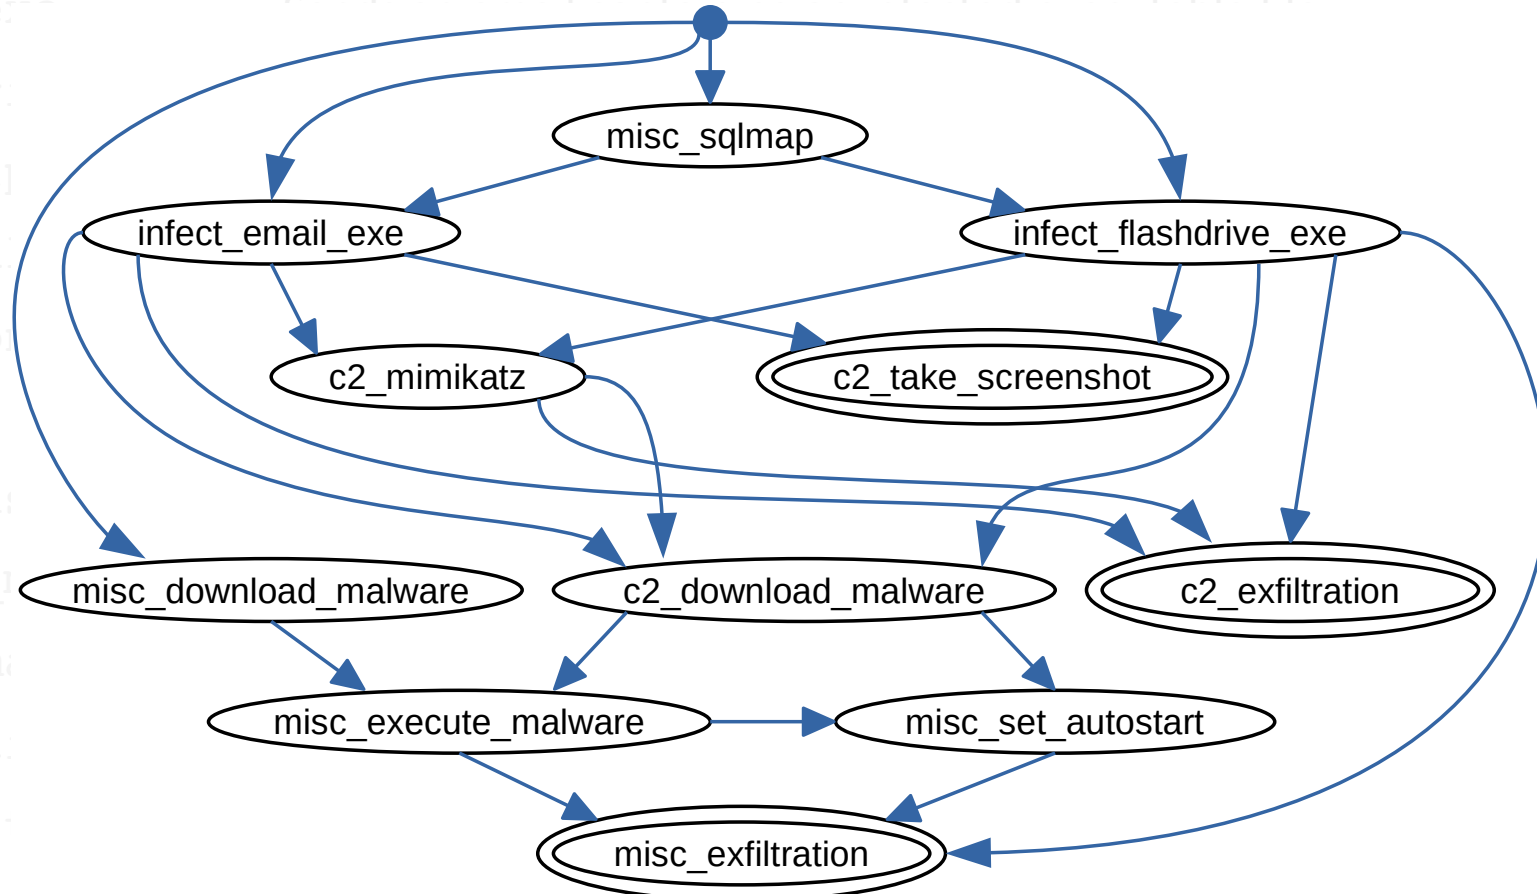 misc_sqlmap
infect_email_exe
infect_flashdrive_exe
c2_mimikatz
c2_take_screenshot
misc_download_malware
c2_download_malware
c2_exfiltration
misc_execute_malware
misc_set_autostart
misc_exfiltration